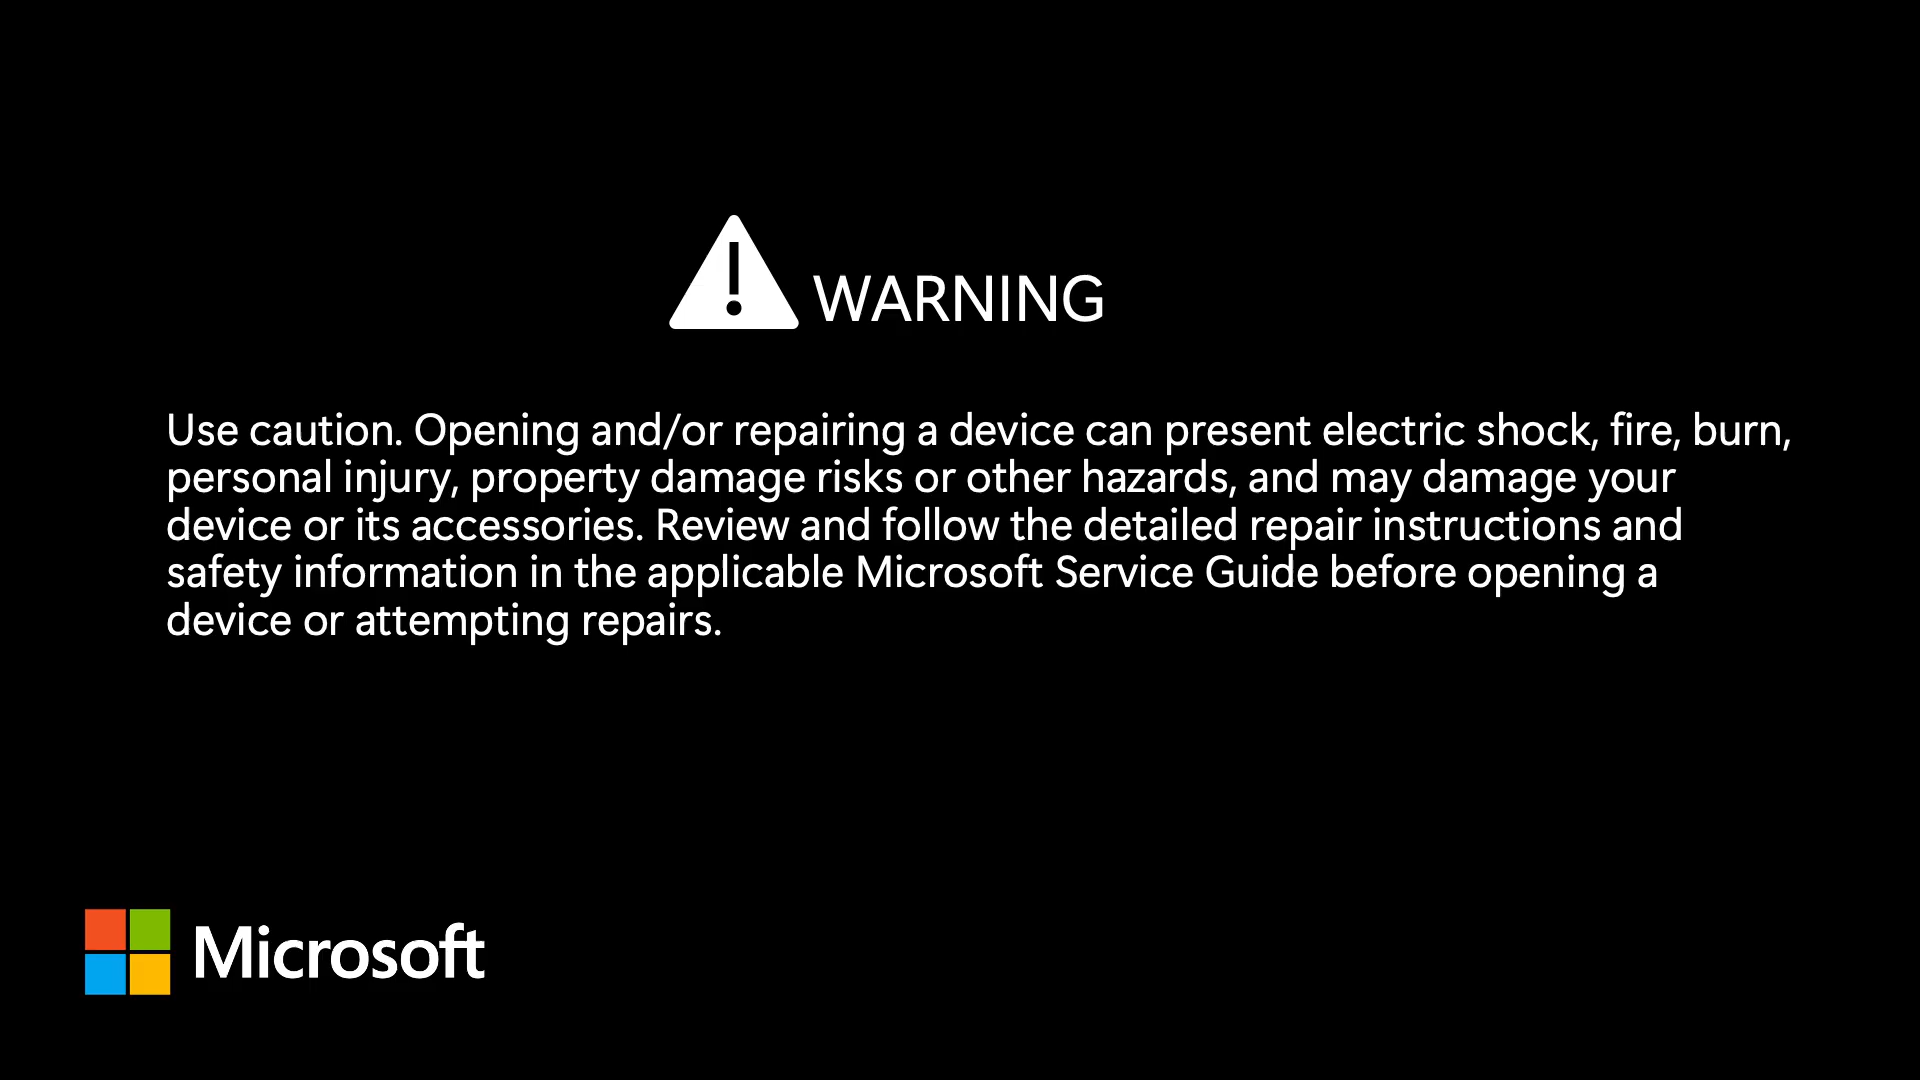 WARNING
Use caution. Opening and/or repairing a device can present electric shock, fire, burn,
personal injury, property damage risks or other hazards, and may damage your
device or its accessories. Review and follow the detailed repair instructions and
safety information in the applicable Microsoft Service Guide before opening a
device or attempting repairs.
Microsoft